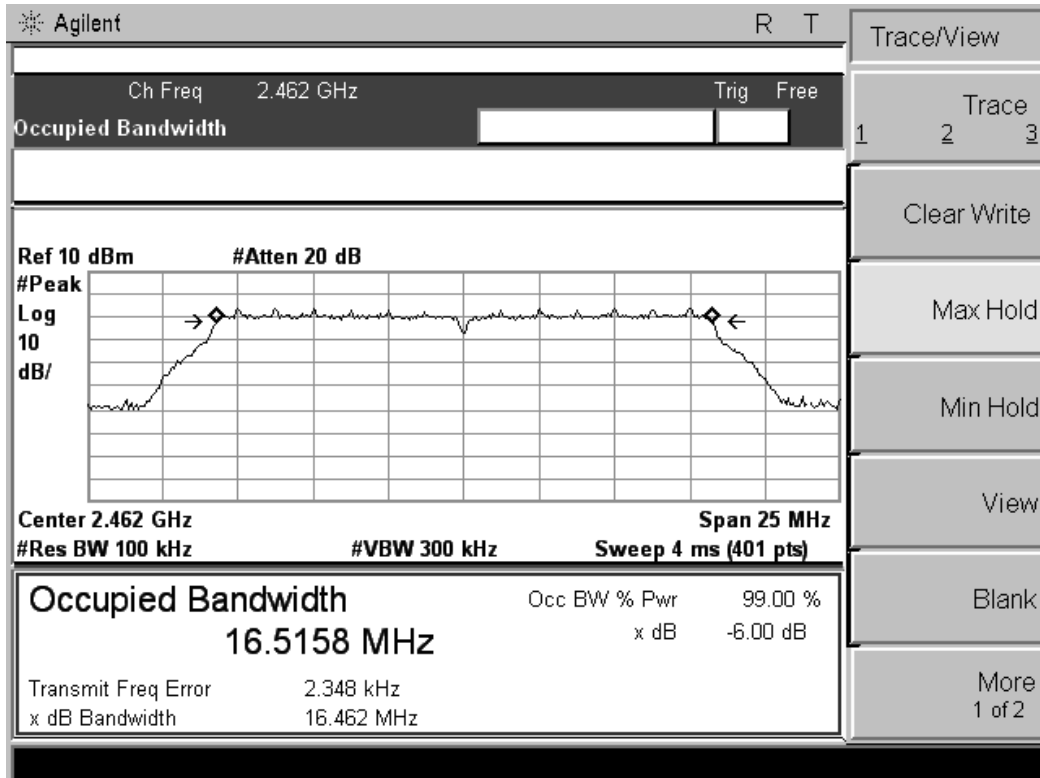 Agilent R T
Ch Freq 2.462 GHz Trig Free
Occupied Bandwidth
Ref 10 dBm #Atten 20 dB
#Peak
Log
10
dB/
Center 2.462 GHz Span 25 MHz
#Res BW 100 kHz #VBW 300 kHz Sweep 4 ms (401 pts)
Occupied Bandwidth
16.5158 MHz
Occ BW % Pwr 99.00 %
x dB -6.00 dB
Transmit Freq Error 2.348 kHz
x dB Bandwidth 16.462 MHz
Trace/View
Trace
1 2 3
Clear Write
Max Hold
Min Hold
View
Blank
More
1 of 2